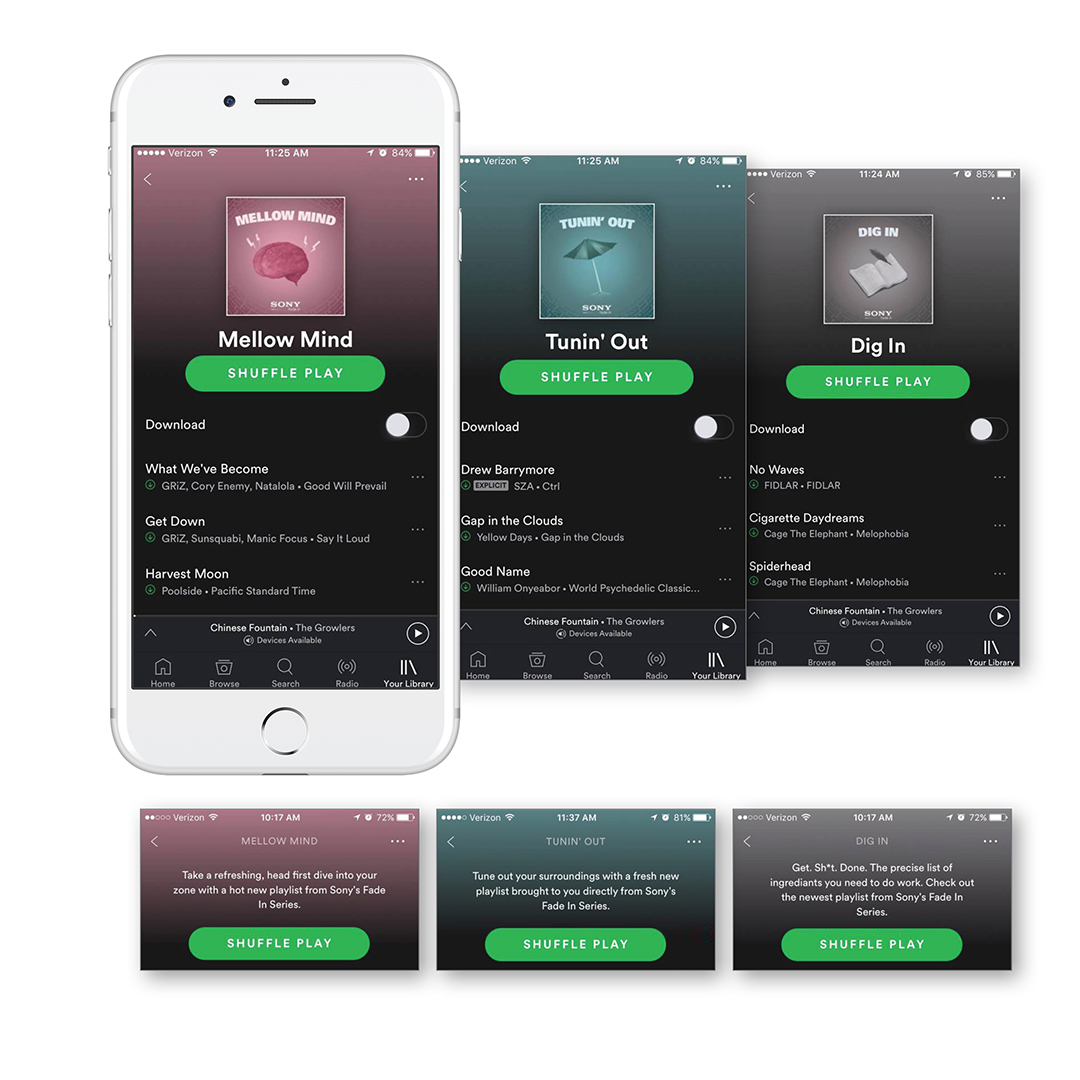 Verizon 11:25 AM 84%
MELLOW MIND
SONY
Mellow Mind
SHUFFLE PLAY
Download
What We've Become
GRiZ, Cory Enemy, Natalola • Good Will Prevail
Get Down
GRiZ, Sunsquabi, Manic Focus • Say It Loud
Harvest Moon
Poolside • Pacific Standard Time
Chinese Fountain • The Growlers
Devices Available
Home Browse Search Radio Your Library
Verizon 11:25 AM 84%
TUNIN' OUT
SONY
Tunin' Out
SHUFFLE PLAY
Download
Drew Barrymore
EXPLICIT SZA • Ctrl
Gap in the Clouds
Yellow Days • Gap in the Clouds
Good Name
William Onyeabor • World Psychedelic Classic...
Chinese Fountain • The Growlers
Devices Available
Home Browse Search Radio Your Library
Verizon 11:24 AM 85%
DIG IN
SONY
Dig In
SHUFFLE PLAY
Download
No Waves
FIDLAR • FIDLAR
Cigarette Daydreams
Cage The Elephant • Melophobia
Spiderhead
Cage The Elephant • Melophobia
Chinese Fountain • The Growlers
Devices Available
Home Browse Search Radio Your Library
Verizon 10:17 AM 72%
MELLOW MIND
Take a refreshing, head first dive into your
zone with a hot new playlist from Sony's Fade
In Series.
SHUFFLE PLAY
Verizon 11:37 AM 81%
TUNIN' OUT
Tune out your surroundings with a fresh new
playlist brought to you directly from Sony's
Fade In Series.
SHUFFLE PLAY
Verizon 10:17 AM 72%
DIG IN
Get. Sh*t. Done. The precise list of
ingrediants you need to do work. Check out
the newest playlist from Sony's Fade In
Series.
SHUFFLE PLAY